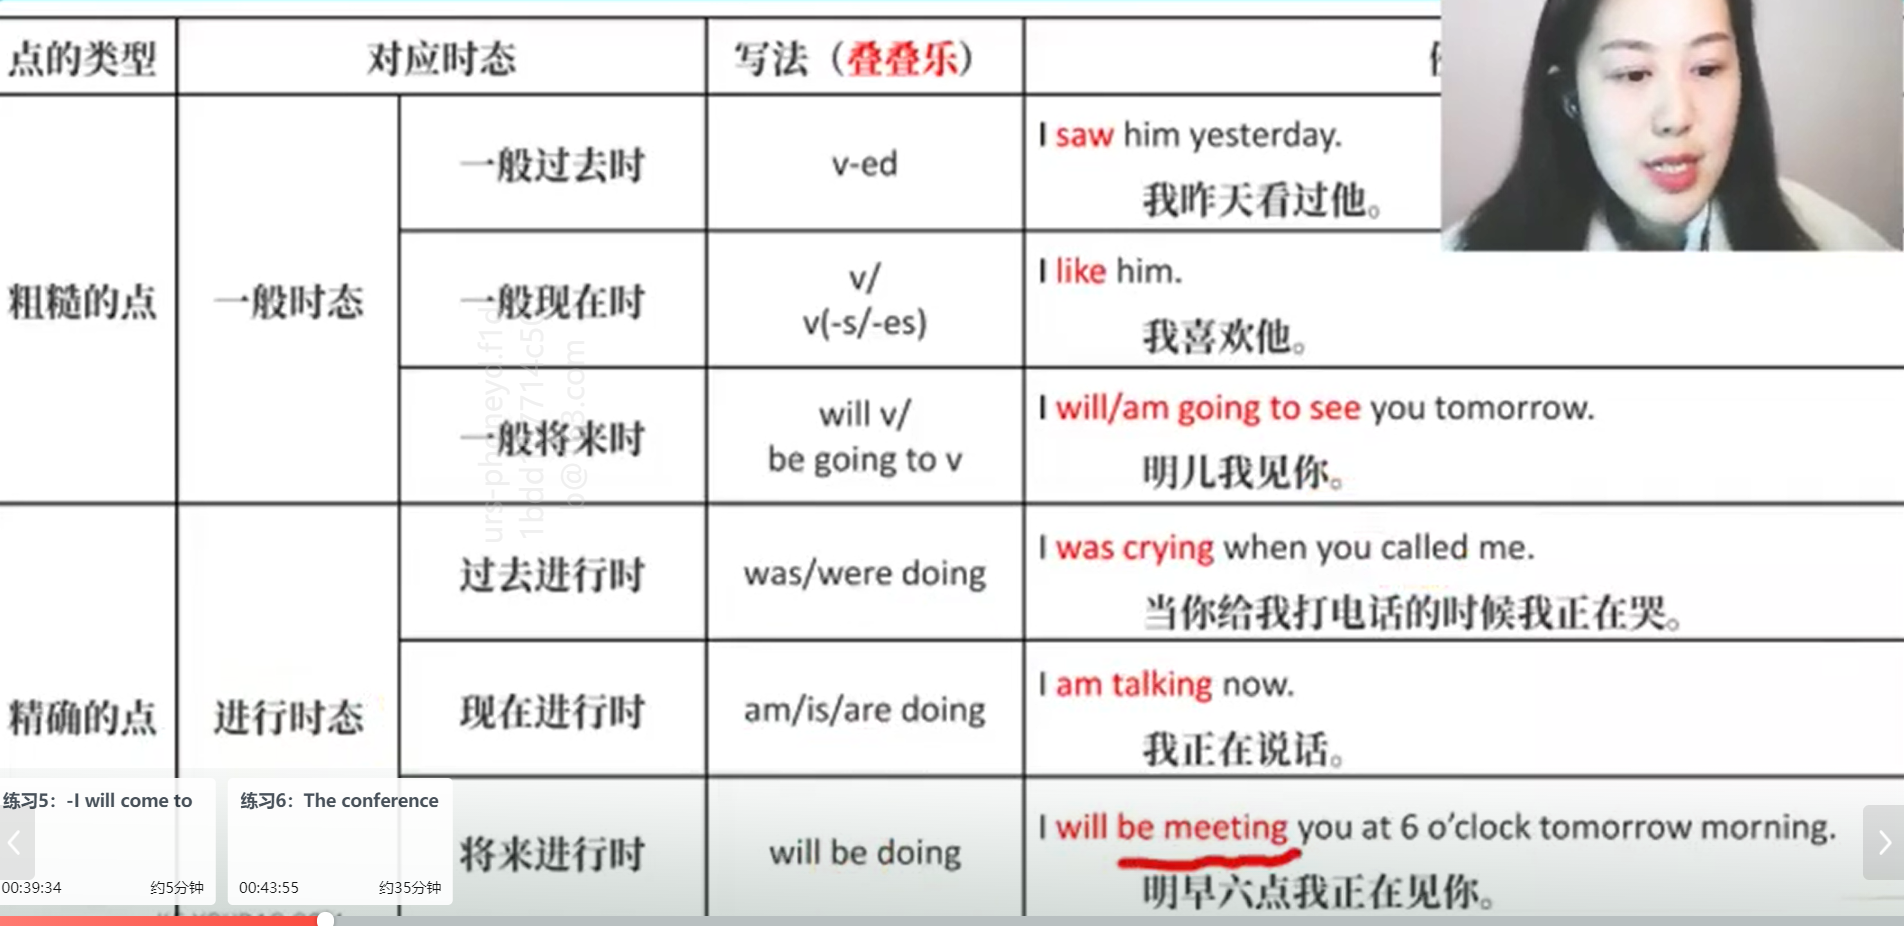 点的类型 对应时态 写法（叠叠乐）
粗糙的点
一般时态
一般过去时
v-ed
I saw him yesterday.
我昨天看过他。
一般现在时
v/
v(-s/-es)
I like him.
我喜欢他。
一般将来时
will v/
be going to v
I will/am going to see you tomorrow.
明儿我见你。
精确的点
进行时态
过去进行时
was/were doing
I was crying when you called me.
当你给我打电话的时候我正在哭。
现在进行时
am/is/are doing
I am talking now.
我正在说话。
将来进行时
will be doing
I will be meeting you at 6 o’clock tomorrow morning.
明早六点我正在见你。
练习5：-I will come to
00:39:34 约5分钟
练习6：The conference
00:43:55 约35分钟